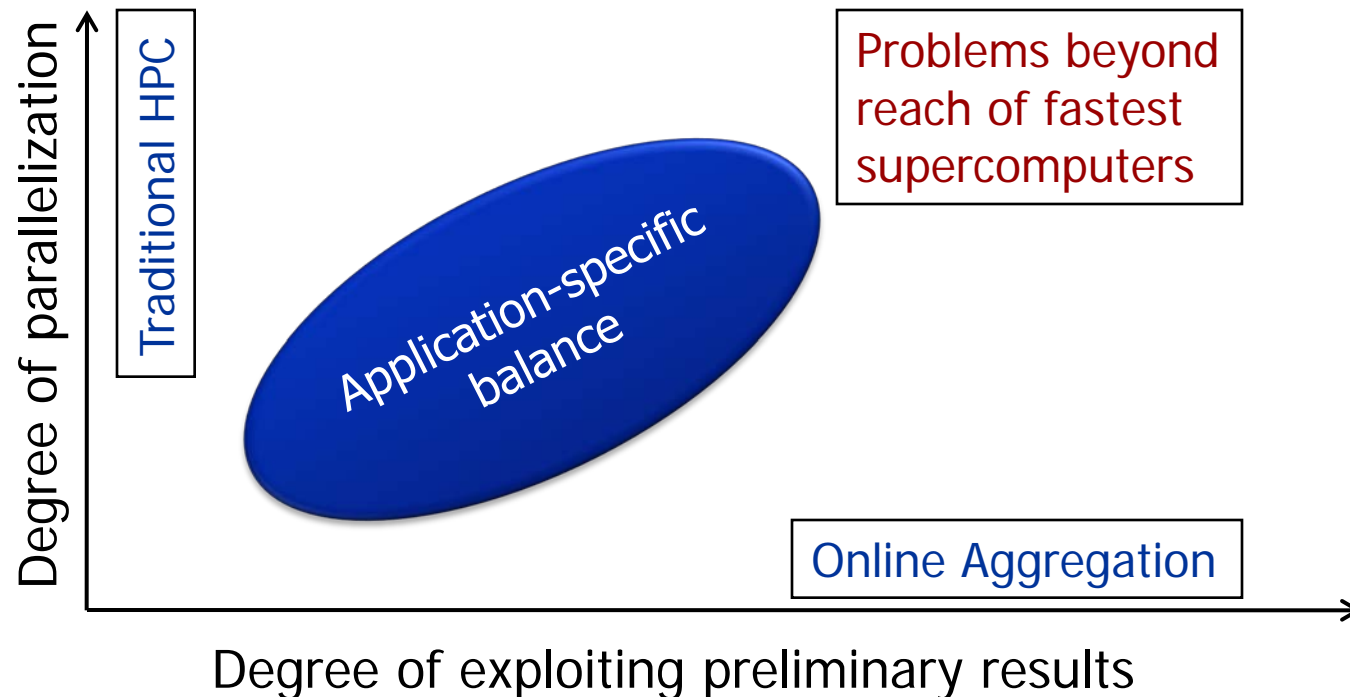 Degree of parallelization
Traditional HPC
Problems beyond
reach of fastest
supercomputers
Application-specific
balance
Online Aggregation
Degree of exploiting preliminary results